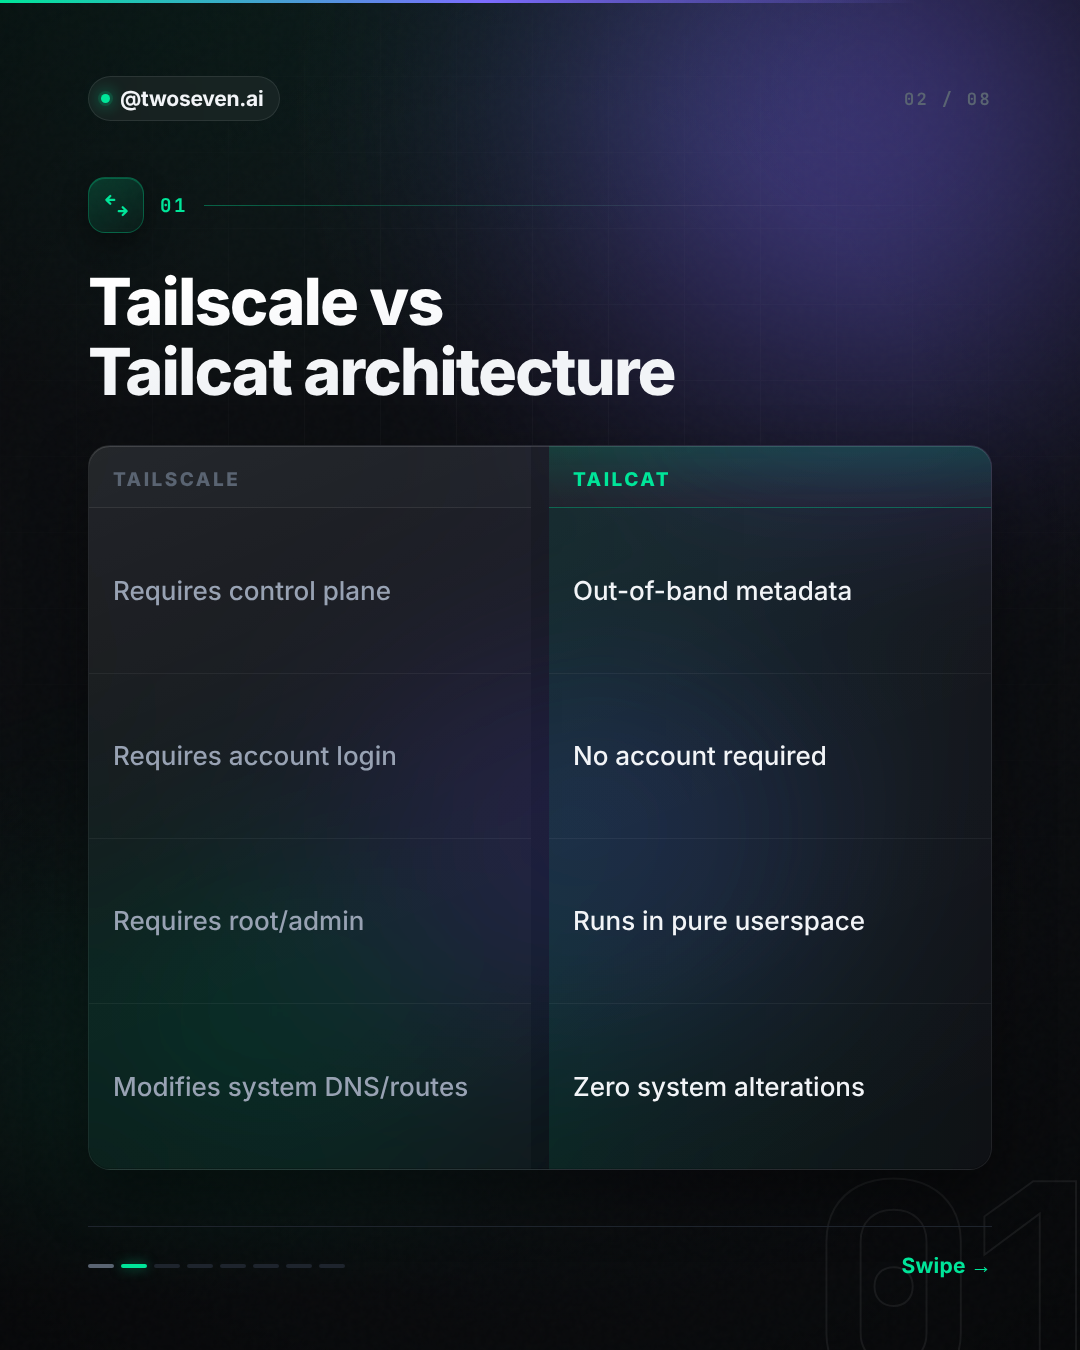 @twoseven.ai
02 / 08
01
Tailscale vs
Tailcat architecture
TAILSCALE
TAILCAT
Requires control plane
Out-of-band metadata
Requires account login
No account required
Requires root/admin
Runs in pure userspace
Modifies system DNS/routes
Zero system alterations
01
Swipe →